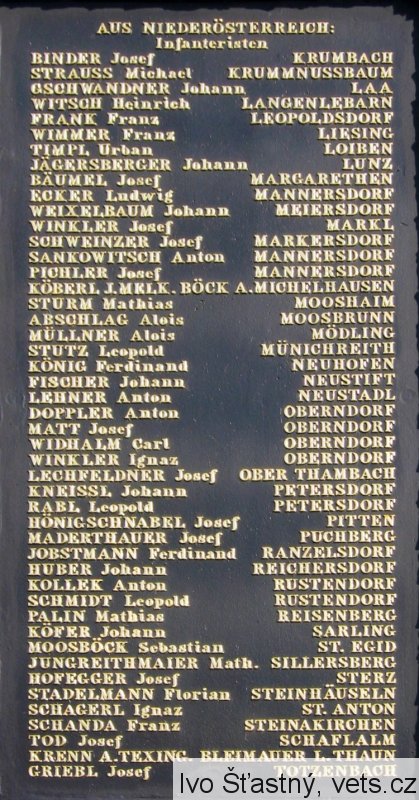 AUS NIEDERÖSTERREICH:
Infanteristen
BINDER Josef KRUMBACH
STRAUSS Michael KRUMMNUSSBAUM
GSCHWANDNER Johann LAA
WITSCH Heinrich LANGENLEBARN
FRANK Franz LEOPOLDSDORF
WIMMER Franz LIESING
TIMPL Urban LOIBEN
JÄGERSBERGER Johann LUNZ
BÄUMEL Josef MARGARETHEN
ECKER Ludwig MANNERSDORF
WEIXELBAUM Johann MEIERSDORF
WINKLER Josef MARKL
SCHWEINZER Josef MARKERSDORF
SANKOWITSCH Anton MANNERSDORF
PICHLER Josef MANNERSDORF
KÖBERL J.MELK. BÖCK A.MICHELHAUSEN
STURM Mathias MOOSHAIM
ABSCHLAG Alois MOOSBRUNN
MÜLLNER Alois MÖDLING
STUTZ Leopold MÜNICHREITH
KÖNIG Ferdinand NEUHOFEN
FISCHER Johann NEUSTIFT
LEHNER Anton NEUSTADL
DOPPLER Anton OBERNDORF
MATT Josef OBERNDORF
WIDHALM Carl OBERNDORF
WINKLER Ignaz OBERNDORF
LECHFELDNER Josef OBER THAMBACH
KNEISSL Johann PETERSDORF
RABL Leopold PETERSDORF
HÖNIGSCHNABEL Josef PITTEN
MADERTHAUER Josef PUCHBERG
JOBSTMANN Ferdinand RANZELSDORF
HUBER Johann REICHERSDORF
KOLLEK Anton RUSTENDORF
SCHMIDT Leopold RUSTENDORF
PALIN Mathias REISENBERG
KÖFER Johann SARLING
MOOSBÖCK Sebastian ST. EGID
JUNGREITHMAIER Math. SILLERSBERG
HOFEGGER Josef STERZ
STADELMANN Florian STEINHÄUSELN
SCHAGERL Ignaz ST. ANTON
SCHANDA Franz STEINAKIRCHEN
TOD Josef SCHAFLALM
KRENN A.TEXING. BLEIMAUER L. THAUN
GRIEBL Josef TOTZENBACH
Ivo Šťastný, vets.cz